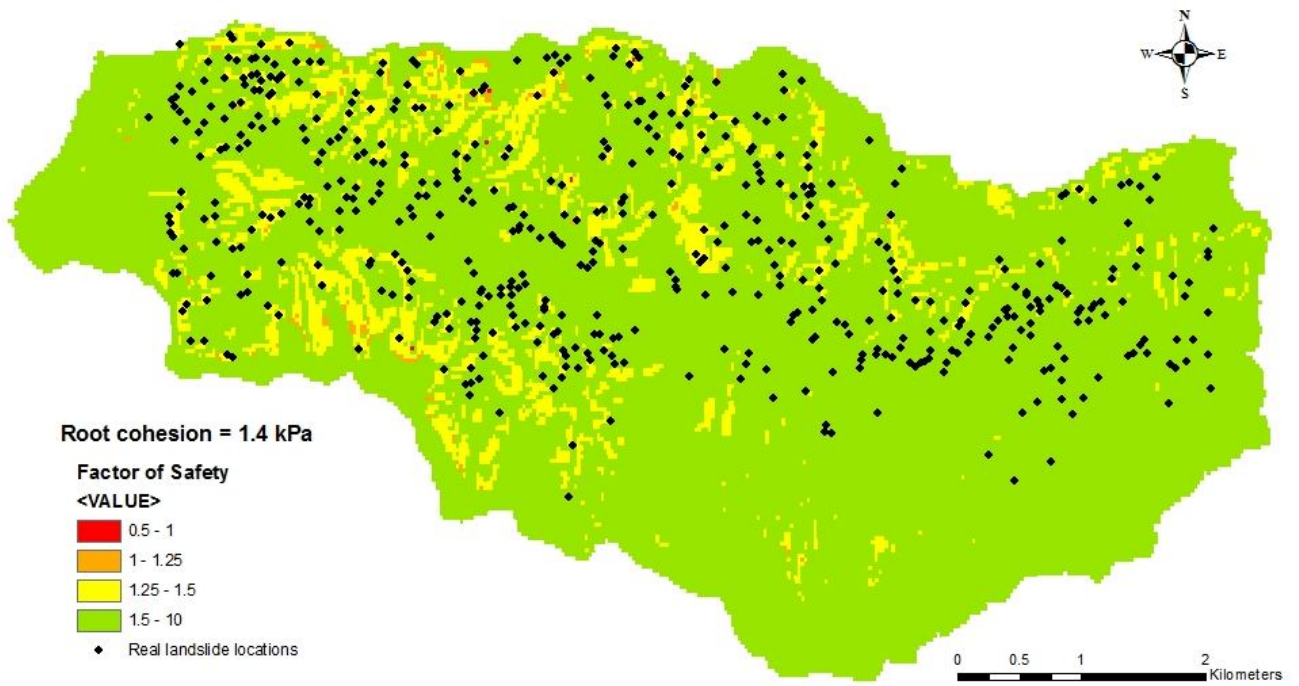 N
W E
S
Root cohesion = 1.4 kPa
Factor of Safety
<VALUE>
0.5 - 1
1 - 1.25
1.25 - 1.5
1.5 - 10
Real landslide locations
0 0.5 1 2
Kilometers